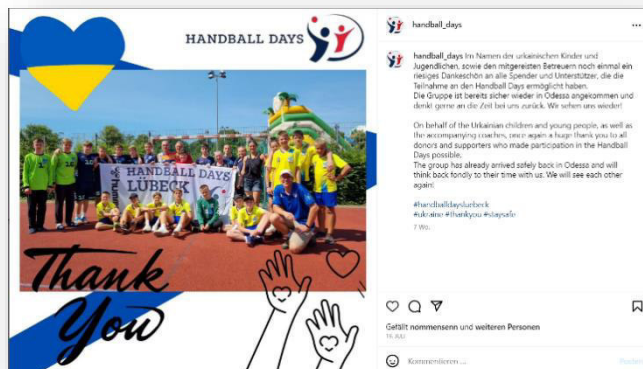 HANDBALL DAYS
HANDBALL DAYS
LÜBECK
hummel
Thank
You
handball_days
handball_days Im Namen der urkainischen Kinder und
Jugendlichen, sowie den mitgereisten Betreuern noch einmal ein
riesiges Dankeschön an alle Spender und Unterstützer, die die
Teilnahme an den Handball Days ermöglicht haben.
Die Gruppe ist bereits sicher wieder in Odessa angekommen und
denkt gerne an die Zeit bei uns zurück. Wir sehen uns wieder!
On behalf of the Urkainian children and young people, as well as
the accompanying coaches, once again a huge thank you to all
donors and supporters who made participation in the Handball
Days possible.
The group has already arrived safely back in Odessa and will
think back fondly to their time with us. We will see each other
again!
#handballdayslurbeck
#ukraine #thankyou #staysafe
7 Wo.
Gefällt nommensenn und weiteren Personen
JULI
Kommentieren ...
Posten